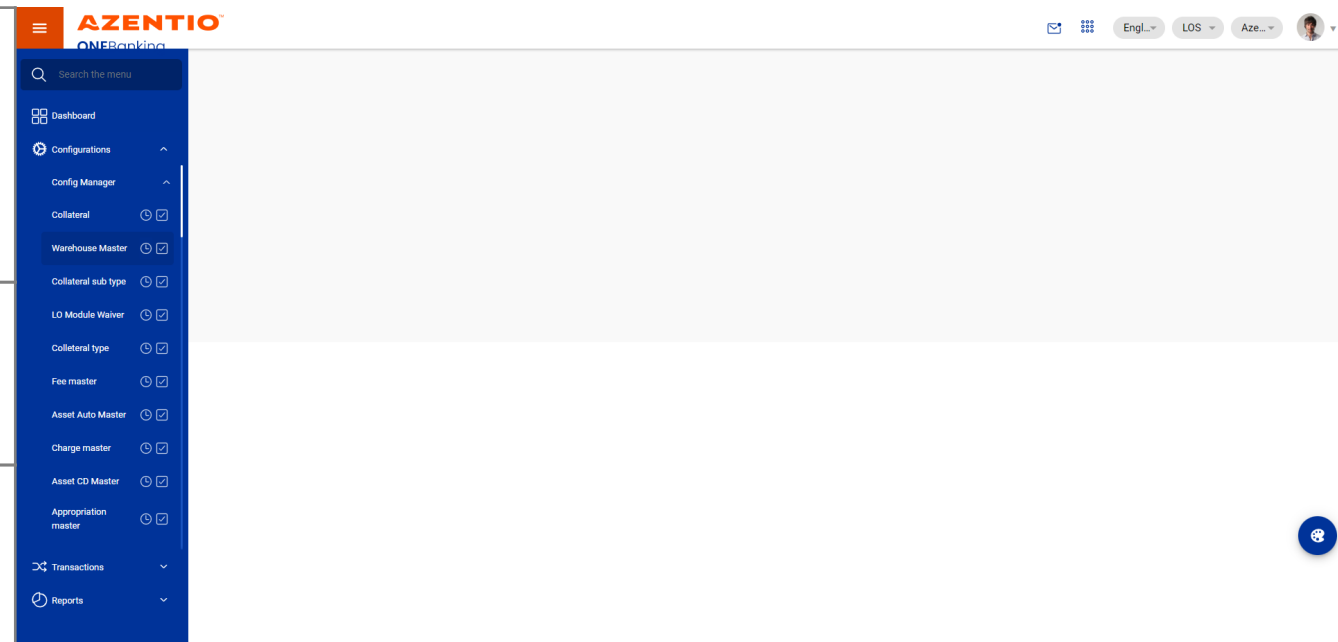 AZENTIO™
ONEBanking
Engl...
LOS
Aze...
Search the menu
Dashboard
Configurations
Config Manager
Collateral
Warehouse Master
Collateral sub type
LO Module Waiver
Colleteral type
Fee master
Asset Auto Master
Charge master
Asset CD Master
Appropriation
master
Transactions
Reports